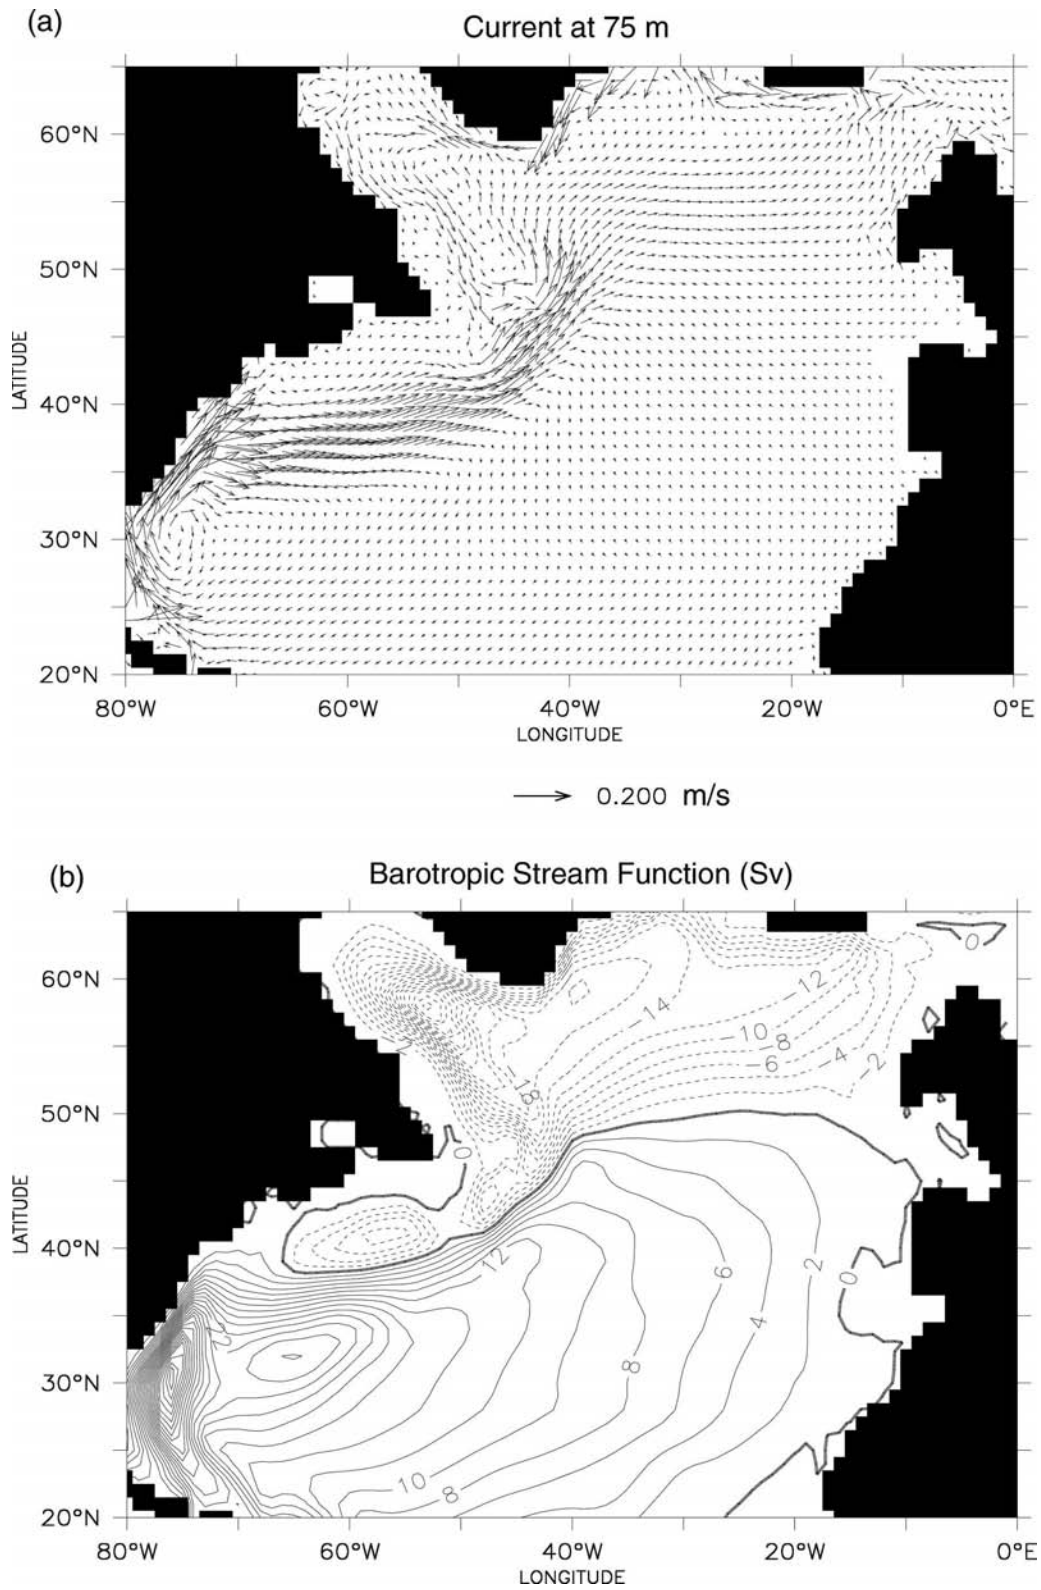 (a)
Current at 75 m
60°N
50°N
40°N
30°N
20°N
LATITUDE
80°W 60°W 40°W 20°W 0°E
LONGITUDE
0.200 m/s
(b)
Barotropic Stream Function (Sv)
60°N
50°N
40°N
30°N
20°N
LATITUDE
0
-12
-14
-10
-8
-6
-4
-2
-18
0
12
6
2
0
4
8
10
8
80°W 60°W 40°W 20°W 0°E
LONGITUDE